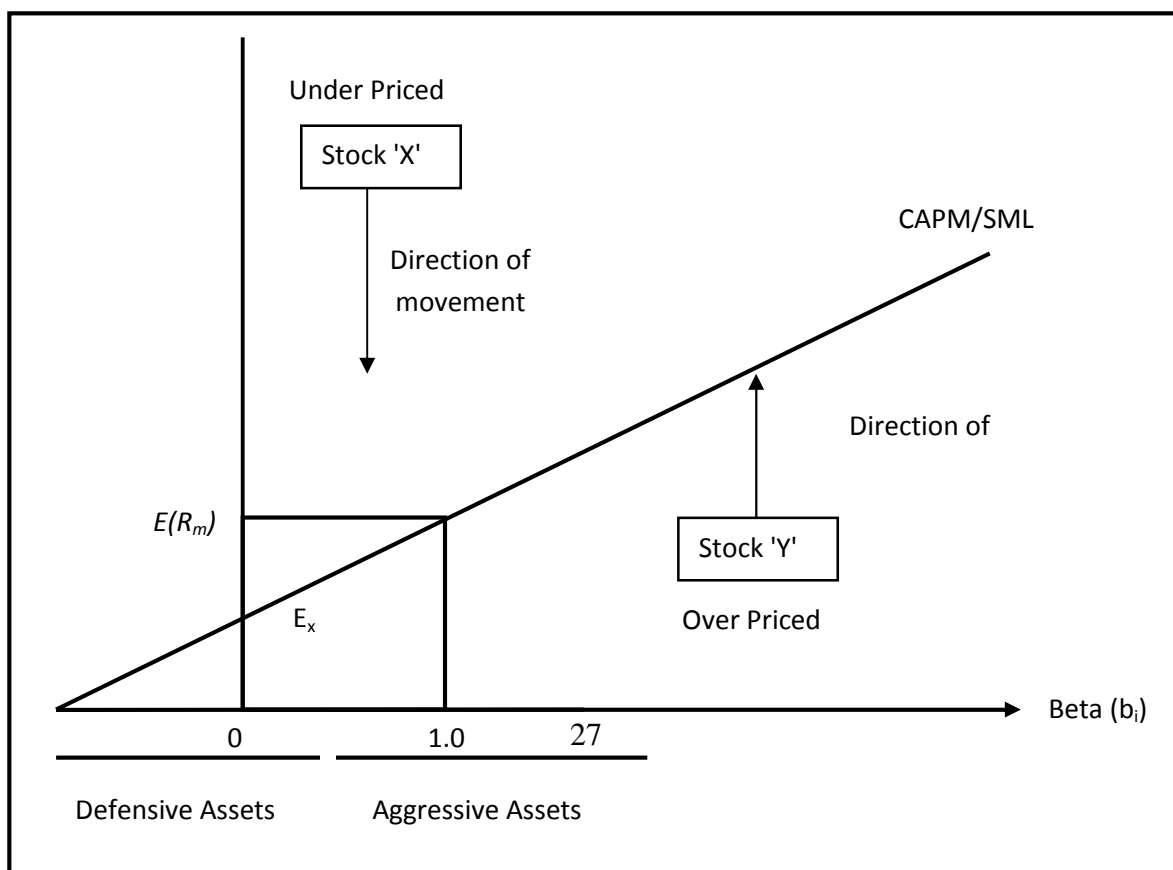 Under Priced
Stock 'X'
CAPM/SML
Direction of
movement
Direction of
E(Rm)
Stock 'Y'
Ex
Over Priced
Beta (bi)
0 1.0 27
Defensive Assets Aggressive Assets